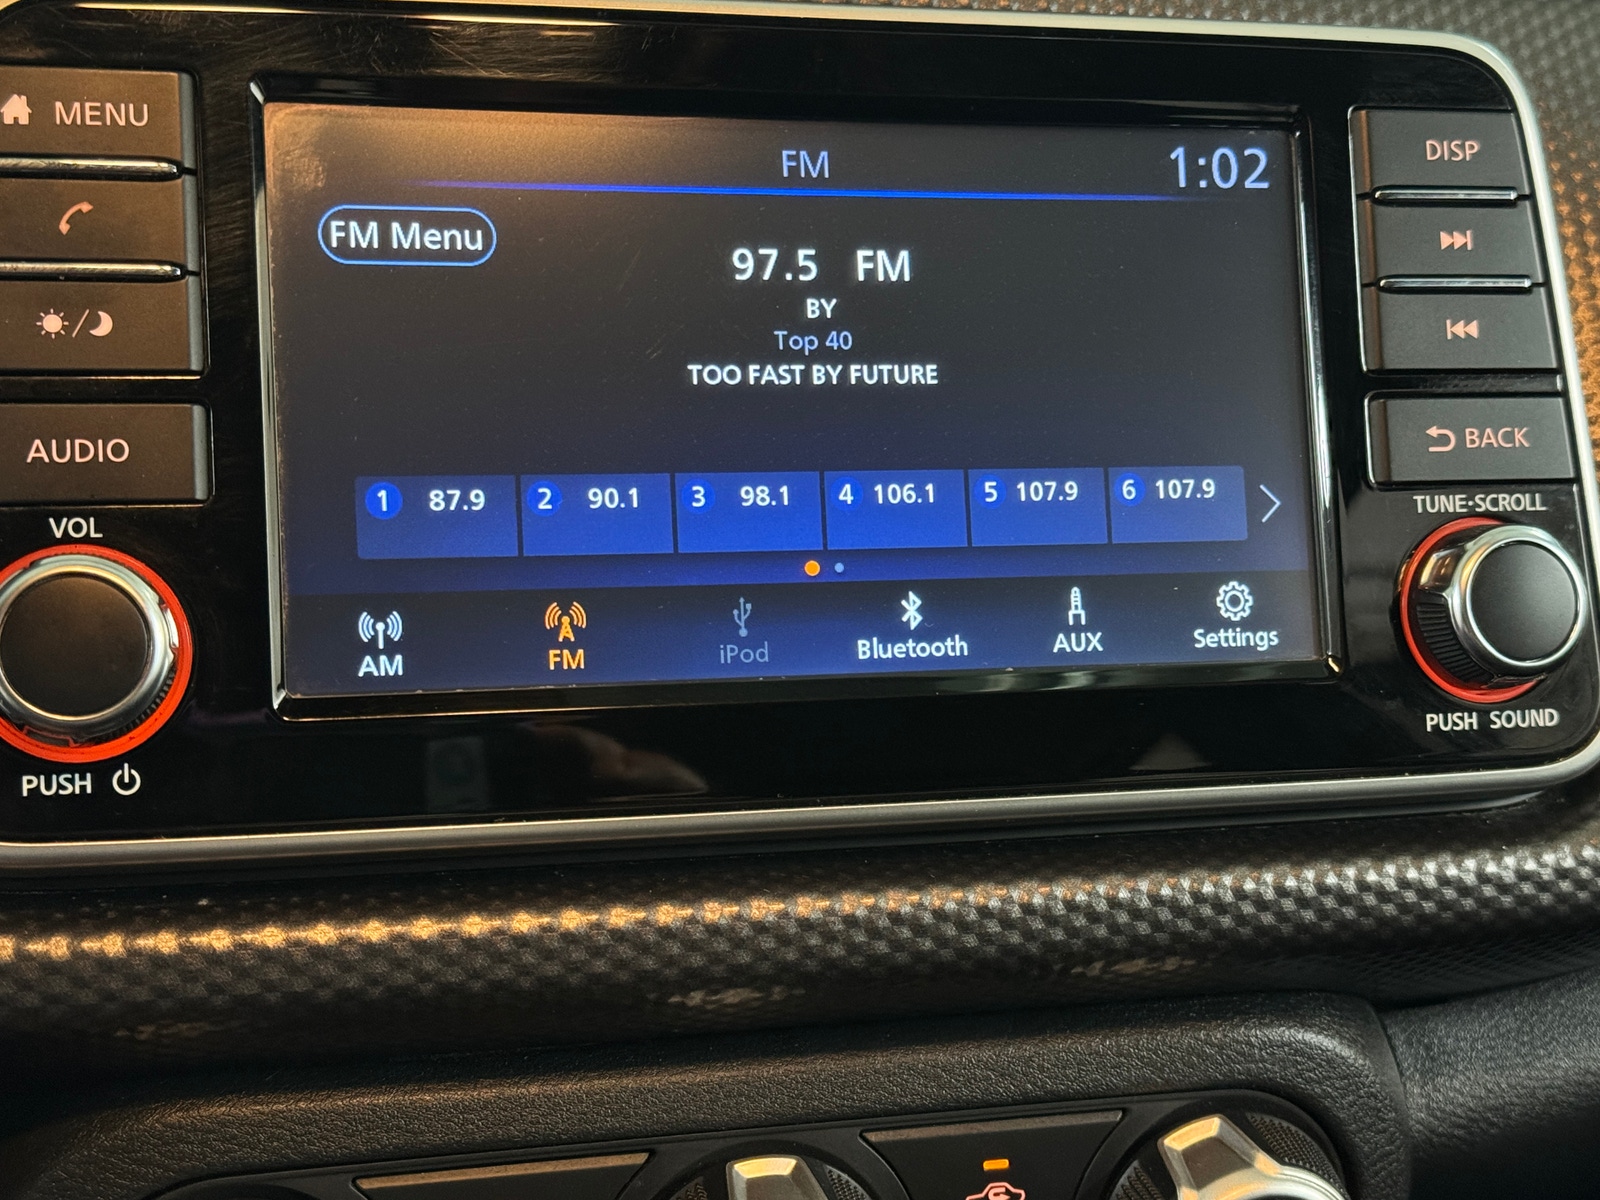 MENU
AUDIO
VOL
PUSH
FM
1:02
FM Menu
97.5 FM
BY
Top 40
TOO FAST BY FUTURE
1 87.9
2 90.1
3 98.1
4 106.1
5 107.9
6 107.9
AM
FM
iPod
Bluetooth
AUX
Settings
DISP
BACK
TUNE·SCROLL
PUSH SOUND